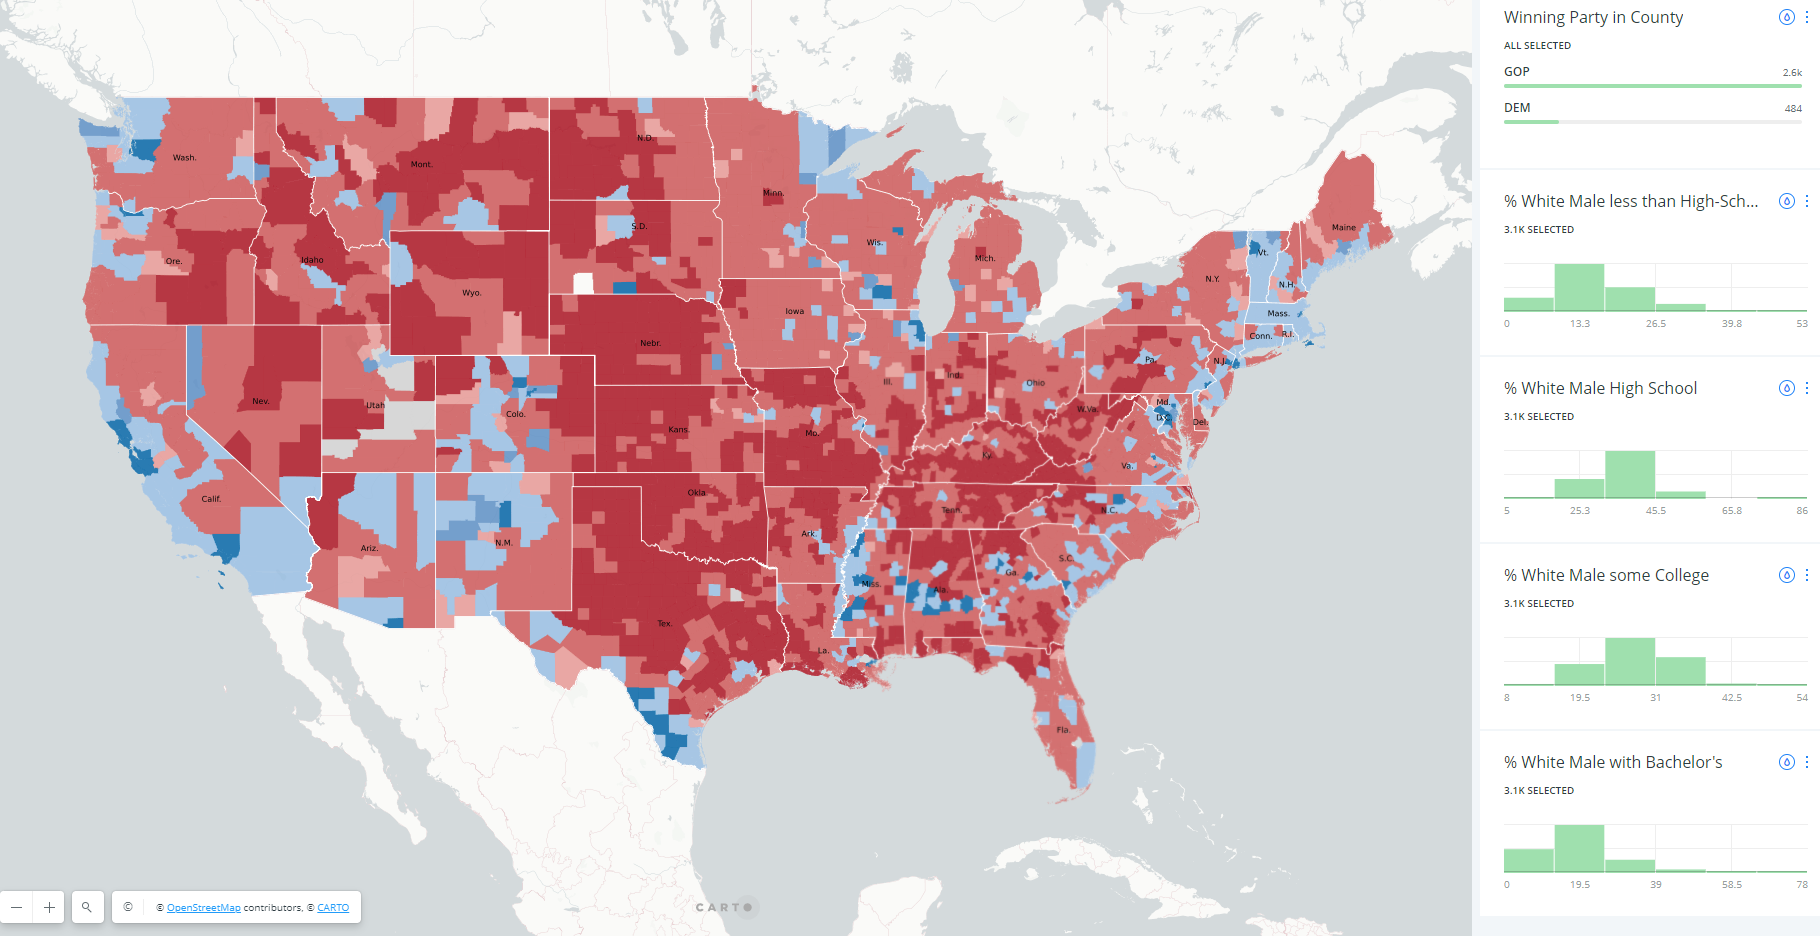 Wash.
Mont.
N.D.
Minn.
Ore.
Idaho
S.D.
Wis.
Mich.
Vt.
Maine
N.Y.
N.H.
Wyo.
Iowa
Mass.
Conn.
R.I.
Nebr.
Pa.
N.J.
Ill.
Ind.
Ohio
Nev.
Utah
Colo.
W.Va.
Md.
D.C.
Del.
Kans.
Mo.
Ky.
Va.
Calif.
Okla.
Tenn.
N.C.
Ariz.
N.M.
Ark.
S.C.
Miss.
Ala.
Ga.
Tex.
La.
Fla.
© © OpenStreetMap contributors, © CARTO
CARTO
Winning Party in County
ALL SELECTED
GOP 2.6k
DEM 484
% White Male less than High-Sch...
3.1K SELECTED
0 13.3 26.5 39.8 53
% White Male High School
3.1K SELECTED
5 25.3 45.5 65.8 86
% White Male some College
3.1K SELECTED
8 19.5 31 42.5 54
% White Male with Bachelor's
3.1K SELECTED
0 19.5 39 58.5 78